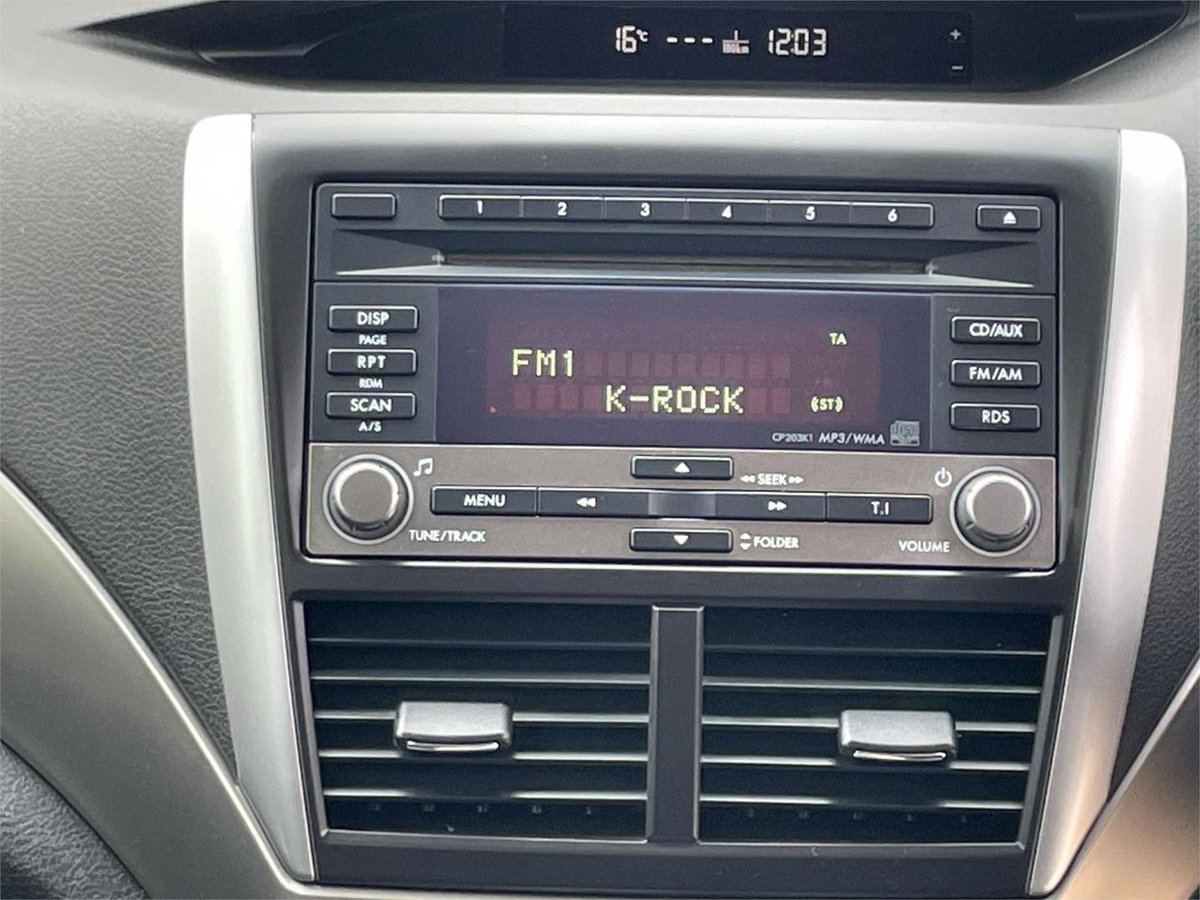 16°C --- L/100km 12:03 +
−
1 2 3 4 5 6
DISP
PAGE
RPT
RDM
SCAN
A/S
TA
FM1
K-ROCK (ST)
CP203K1 MP3/WMA
CD/AUX
FM/AM
RDS
SEEK
MENU T.I
TUNE/TRACK
FOLDER
VOLUME